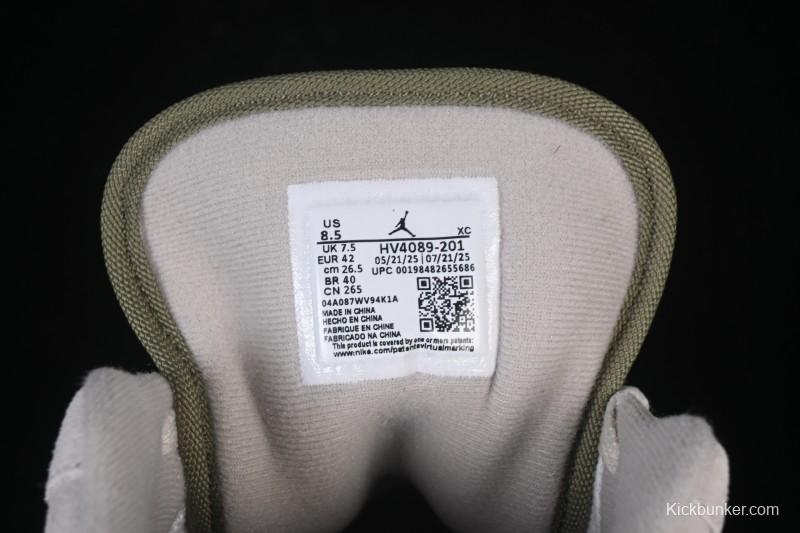 US
8.5
XC
UK 7.5
HV4089-201
EUR 42
05/21/25 | 07/21/25
cm 26.5
UPC 00198482655686
BR 40
CN 265
04A087WV94K1A
MADE IN CHINA
HECHO EN CHINA
FABRIQUE EN CHINE
FABRICADO NA CHINA
This product is covered by one or more patents:
www.nike.com/patentsvirtualmarking
Kickbunker.com